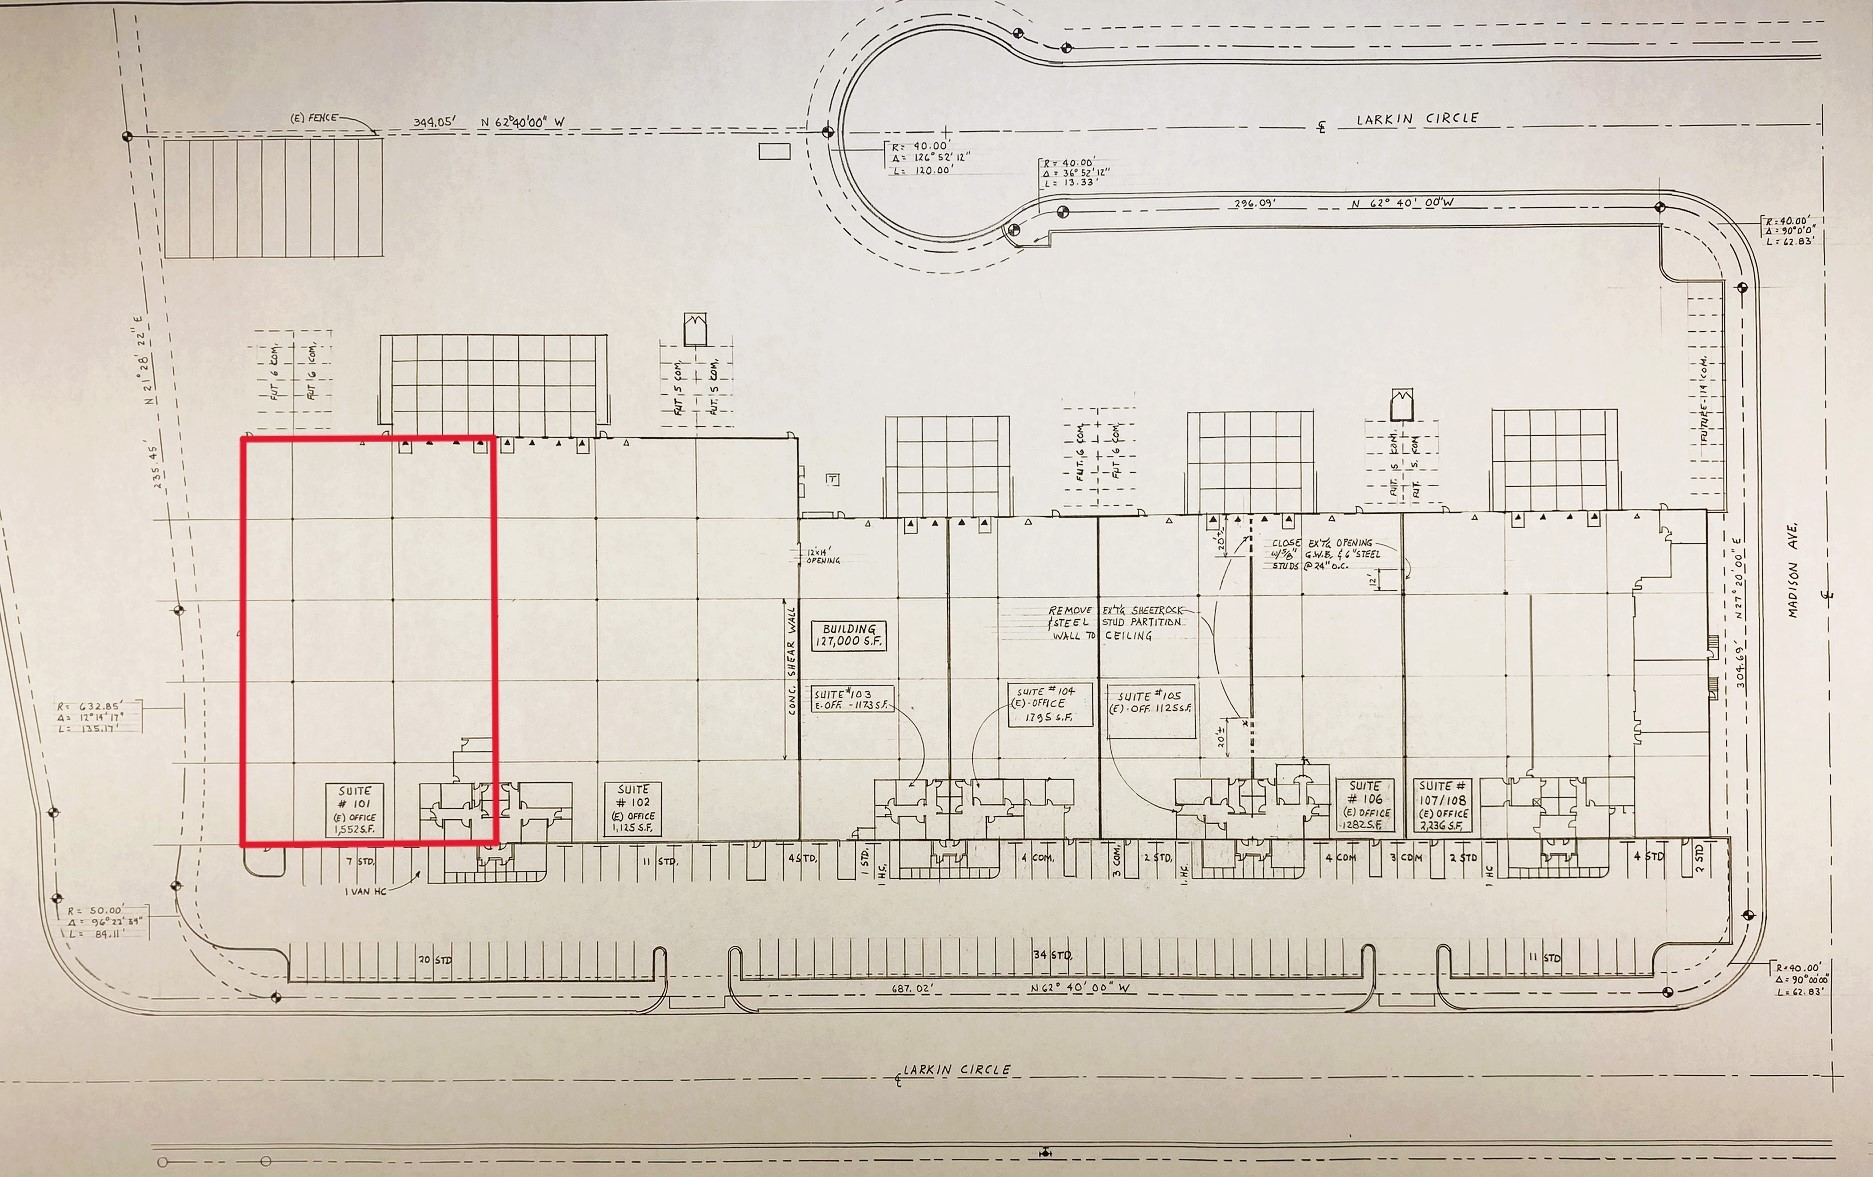 (E) FENCE
344.05' N 62°40'00" W
℄ LARKIN CIRCLE
R= 40.00'
Δ= 126° 52' 12"
L= 120.00'
R= 40.00'
Δ= 36° 52' 12"
L= 13.33'
296.09' N 62° 40' 00" W
R= 40.00'
Δ= 90°0'0"
L= 62.83'
N 21° 28' 22" E
235.45'
FUT 6 COM,
FUT 6 COM,
FUT, 5 COM,
FUT, 5 COM,
FUT. 6 COM,
FUT 6 COM,
FUT. 5 COM,
FUT. 5. COM
FUTURE-14 COM,
T
12'x14'
OPENING
20'±
CLOSE EX'T'G OPENING
w/5/8" G.W.B. & 6" STEEL
STUDS @ 24" O.C.
12'
MADISON AVE.
℄
304.69' N 27° 20' 00" E
CONC. SHEAR WALL
BUILDING
127,000 S.F.
REMOVE EX'T'G SHEETROCK
& STEEL STUD PARTITION
WALL TO CEILING
SUITE #103
E-OFF. -1173 S.F.
SUITE #104
(E)-OFFICE
1795 S.F.
SUITE #105
(E)-OFF. 1125 S.F.
20'±
R= 632.85'
Δ= 12°14'17"
L= 135.17'
SUITE
# 101
(E) OFFICE
1,552 S.F.
SUITE
# 102
(E) OFFICE
1,125 S.F.
SUITE
# 106
(E) OFFICE
1282 S.F.
SUITE #
107/108
(E) OFFICE
2,236 S.F.
7 STD,
11 STD,
4 STD,
1 STD,
1 HC.
4 COM,
3 COM,
2 STD,
1 HC.
4 COM
3 COM
2 STD
1 HC
4 STD
2 STD
1 VAN HC
R= 50.00'
L= 84.11'
20 STD
34 STD,
11 STD
687.02' N 62° 40' 00" W
R= 40.00'
Δ= 90°00'00"
L= 62.83'
℄ LARKIN CIRCLE